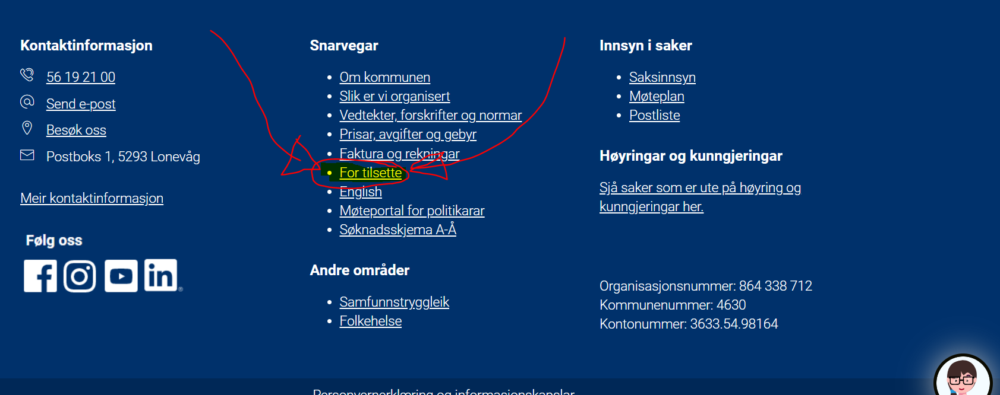 Kontaktinformasjon
56 19 21 00
Send e-post
Besøk oss
Postboks 1, 5293 Lonevåg
Meir kontaktinformasjon
Følg oss
Snarvegar
Om kommunen
Slik er vi organisert
Vedtekter, forskrifter og normar
Prisar, avgifter og gebyr
Faktura og rekningar
For tilsette
English
Møteportal for politikarar
Søknadsskjema A-Å
Andre områder
Samfunnstryggleik
Folkehelse
Innsyn i saker
Saksinnsyn
Møteplan
Postliste
Høyringar og kunngjeringar
Sjå saker som er ute på høyring og
kunngjeringar her.
Organisasjonsnummer: 864 338 712
Kommunenummer: 4630
Kontonummer: 3633.54.98164
Personvernerklæring og informasjonskapslar